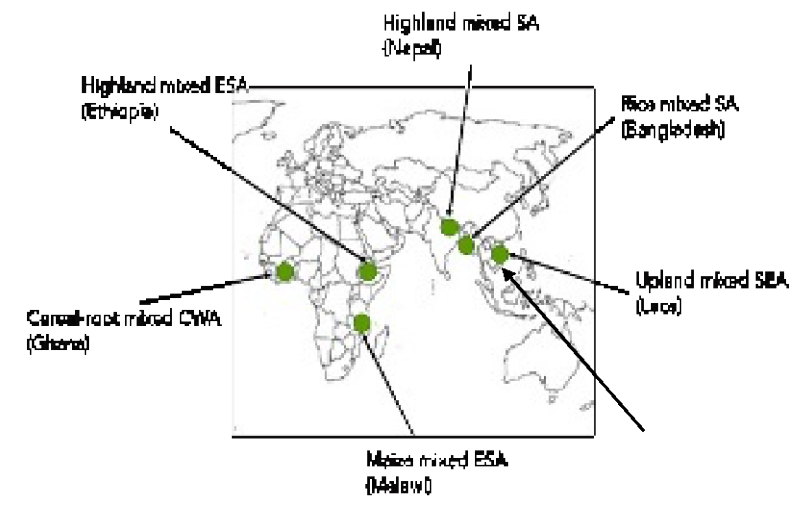 Highland mixed SA
(Nepal)
Highland mixed ESA
(Ethiopia)
Rice mixed SA
(Bangladesh)
Upland mixed SEA
(Laos)
Cereal-root mixed CWA
(Ghana)
Maize mixed ESA
(Malawi)